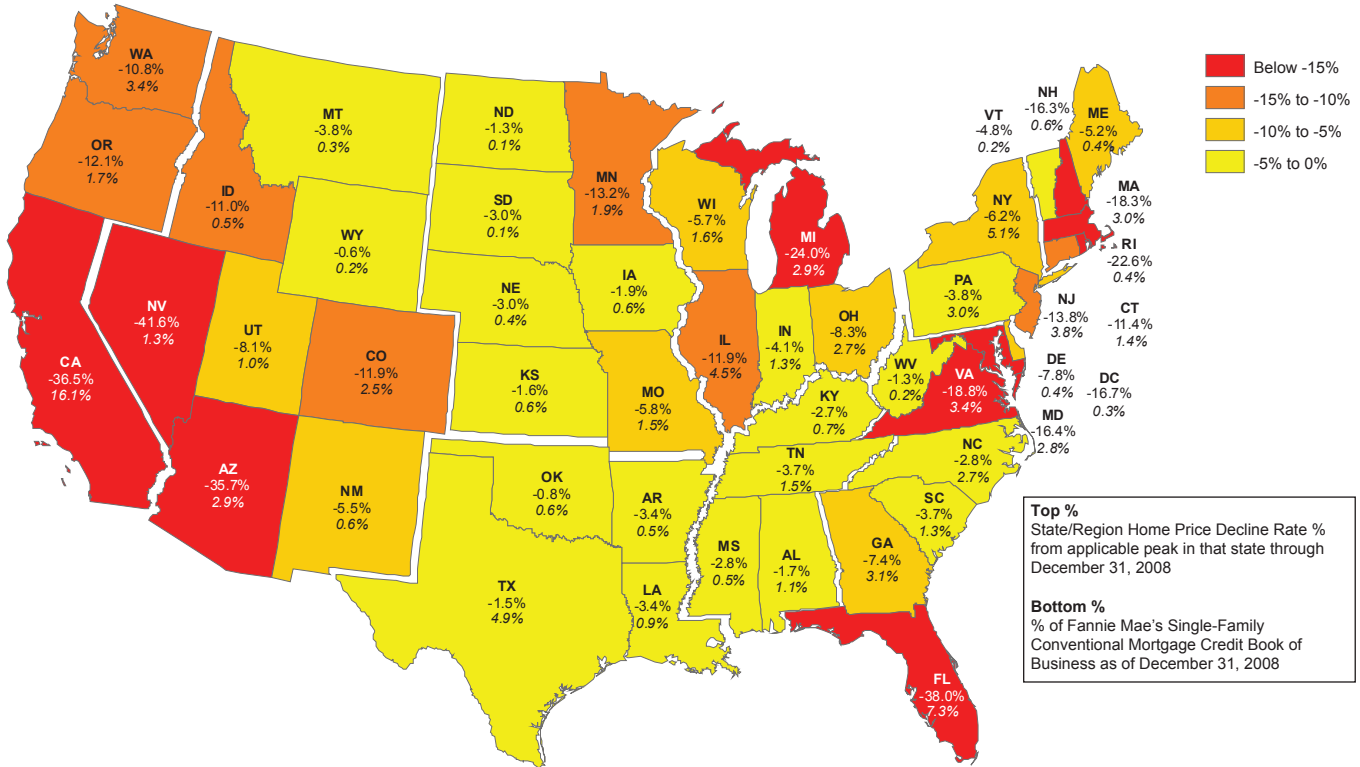 WA
-10.8%
3.4%
OR
-12.1%
1.7%
ID
-11.0%
0.5%
MT
-3.8%
0.3%
WY
-0.6%
0.2%
CA
-36.5%
16.1%
NV
-41.6%
1.3%
UT
-8.1%
1.0%
CO
-11.9%
2.5%
AZ
-35.7%
2.9%
NM
-5.5%
0.6%
ND
-1.3%
0.1%
SD
-3.0%
0.1%
NE
-3.0%
0.4%
KS
-1.6%
0.6%
OK
-0.8%
0.6%
TX
-1.5%
4.9%
MN
-13.2%
1.9%
IA
-1.9%
0.6%
MO
-5.8%
1.5%
AR
-3.4%
0.5%
LA
-3.4%
0.9%
WI
-5.7%
1.6%
IL
-11.9%
4.5%
MI
-24.0%
2.9%
IN
-4.1%
1.3%
OH
-8.3%
2.7%
KY
-2.7%
0.7%
TN
-3.7%
1.5%
MS
-2.8%
0.5%
AL
-1.7%
1.1%
GA
-7.4%
3.1%
FL
-38.0%
7.3%
SC
-3.7%
1.3%
NC
-2.8%
2.7%
VA
-18.8%
3.4%
WV
-1.3%
0.2%
PA
-3.8%
3.0%
NY
-6.2%
5.1%
VT
-4.8%
0.2%
NH
-16.3%
0.6%
ME
-5.2%
0.4%
MA
-18.3%
3.0%
RI
-22.6%
0.4%
CT
-11.4%
1.4%
NJ
-13.8%
3.8%
DE
-7.8%
0.4%
DC
-16.7%
0.3%
MD
-16.4%
2.8%
Below -15%
-15% to -10%
-10% to -5%
-5% to 0%
Top %
State/Region Home Price Decline Rate %
from applicable peak in that state through
December 31, 2008
Bottom %
% of Fannie Mae's Single-Family
Conventional Mortgage Credit Book of
Business as of December 31, 2008